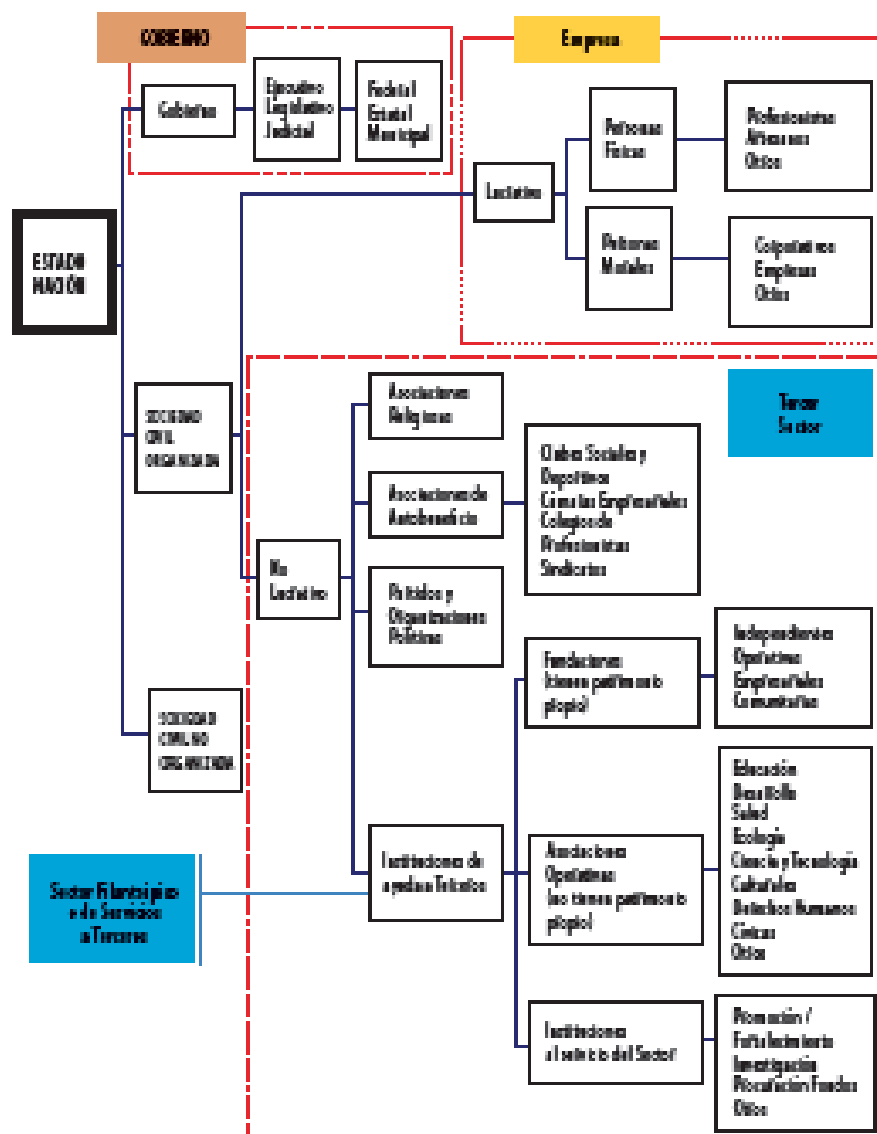 GOBIERNO
Empresa
Gobierno
Ejecutivo
Legislativo
Judicial
Federal
Estatal
Municipal
Personas
Físicas
Profesionistas
Artesanos
Otros
Lucrativo
ESTADO
NACIÓN
Personas
Morales
Corporativos
Empresas
Otros
Tercer
Sector
Asociaciones
Religiosas
SOCIEDAD
CIVIL
ORGANIZADA
Asociaciones de
Autobeneficio
Clubes Sociales y
Deportivos
Cámaras Empresariales
Colegios de
Profesionistas
Sindicatos
No
Lucrativo
Partidos y
Organizaciones
Políticas
Fundaciones
(tienen patrimonio
propio)
Independientes
Operativas
Empresariales
Comunitarias
SOCIEDAD
CIVIL NO
ORGANIZADA
Instituciones de
ayuda a Terceros
Sector Filantrópico
o de Servicios
a Terceros
Asociaciones
Operativas
(no tienen patrimonio
propio)
Educación
Desarrollo
Salud
Ecología
Ciencia y Tecnología
Culturales
Derechos Humanos
Cívicas
Otros
Instituciones
al servicio del Sector
Promoción /
Fortalecimiento
Investigación
Procuración Fondos
Otros